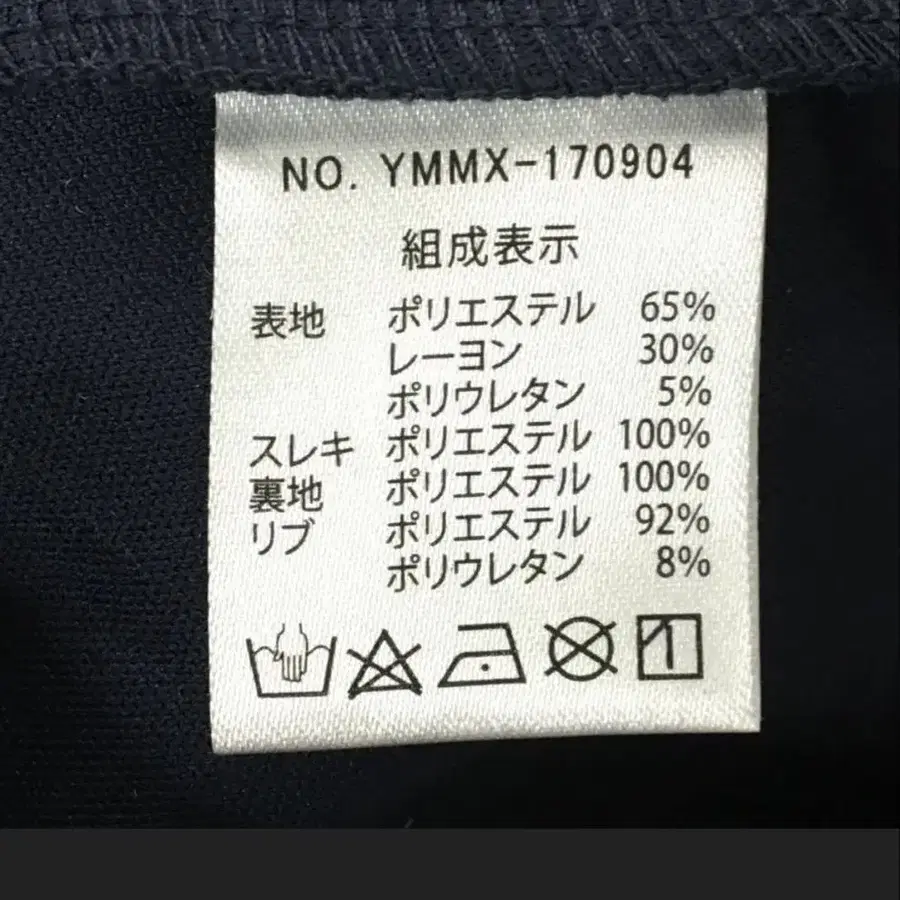 NO. YMMX-170904
組成表示
表地 ポリエステル 65%
レーヨン 30%
ポリウレタン 5%
スレキ ポリエステル 100%
裏地 ポリエステル 100%
リブ ポリエステル 92%
ポリウレタン 8%